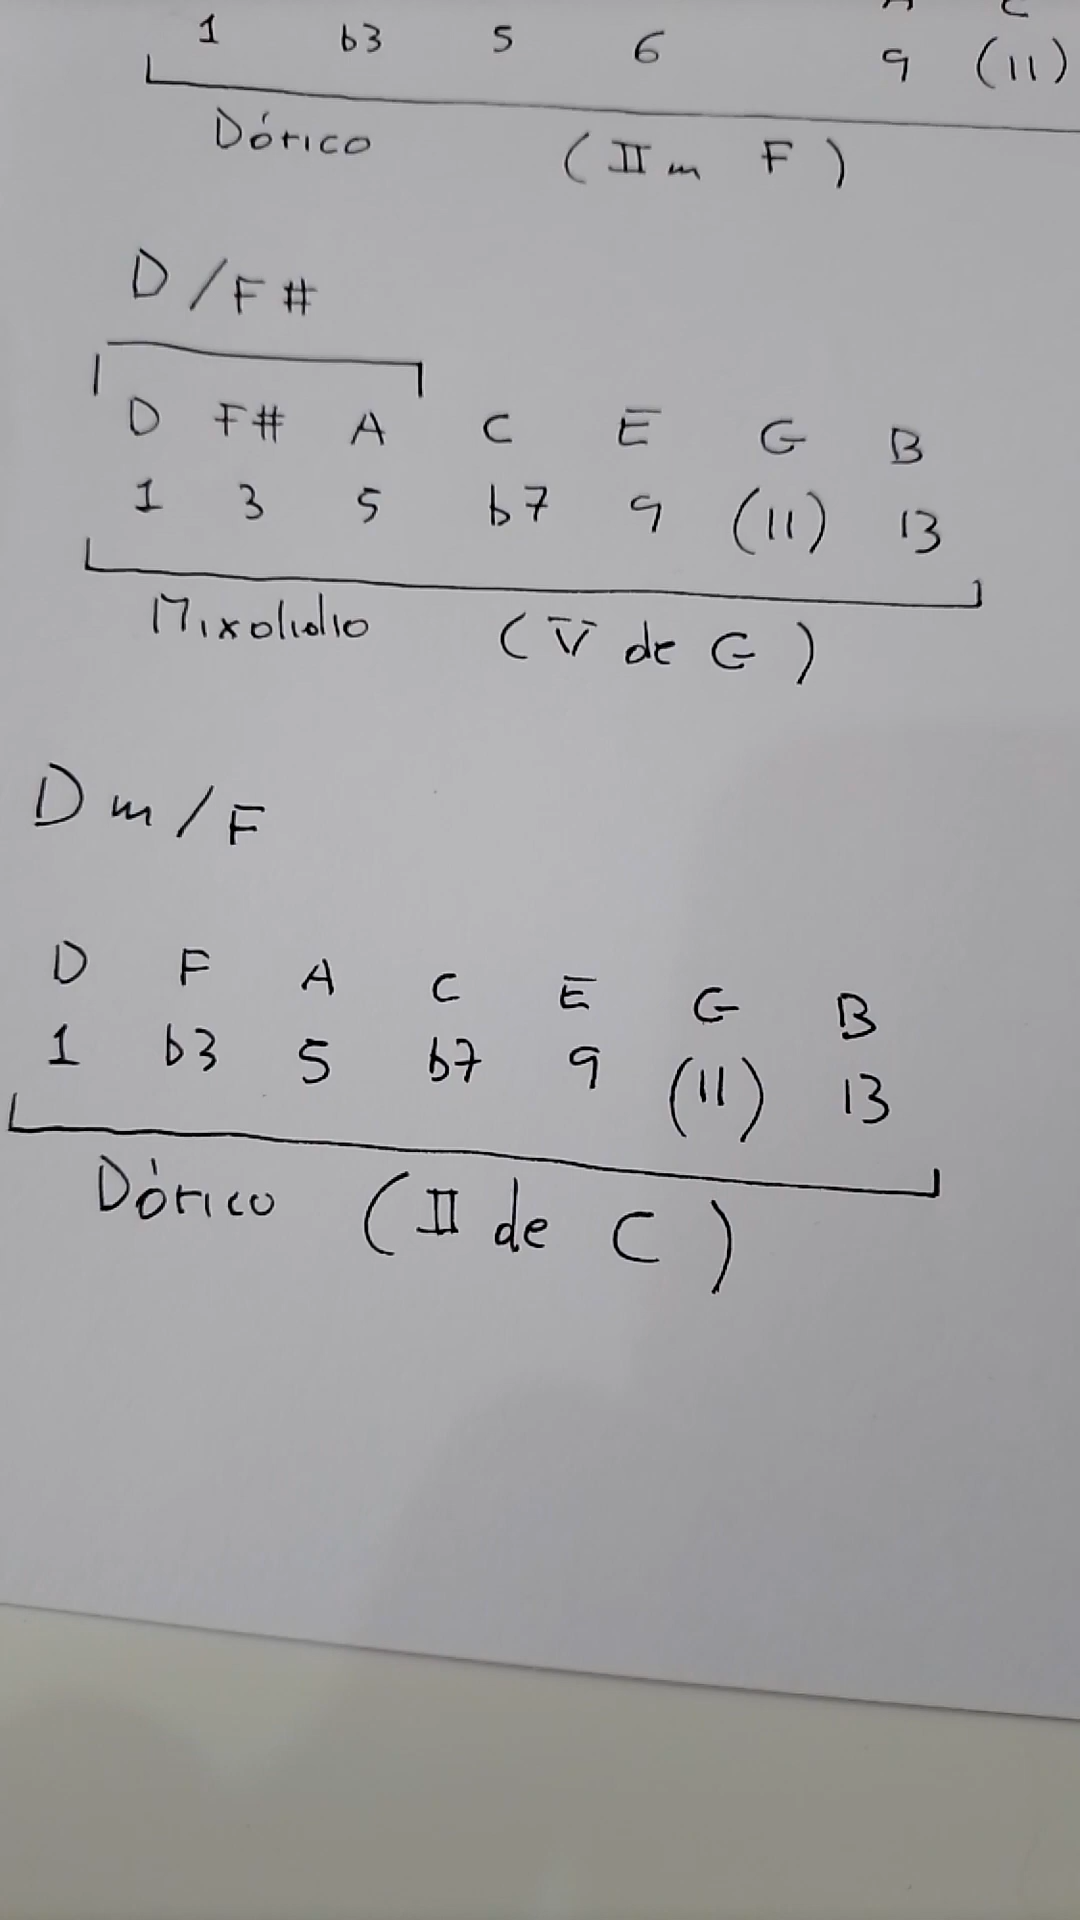 1 b3 5 6 9 (11)
Dórico (II m F)
D/F#
D F# A C E G B
1 3 5 b7 9 (11) 13
Mixolidio (V de G)
Dm/F
D F A C E G B
1 b3 5 b7 9 (11) 13
Dórico (II de C)